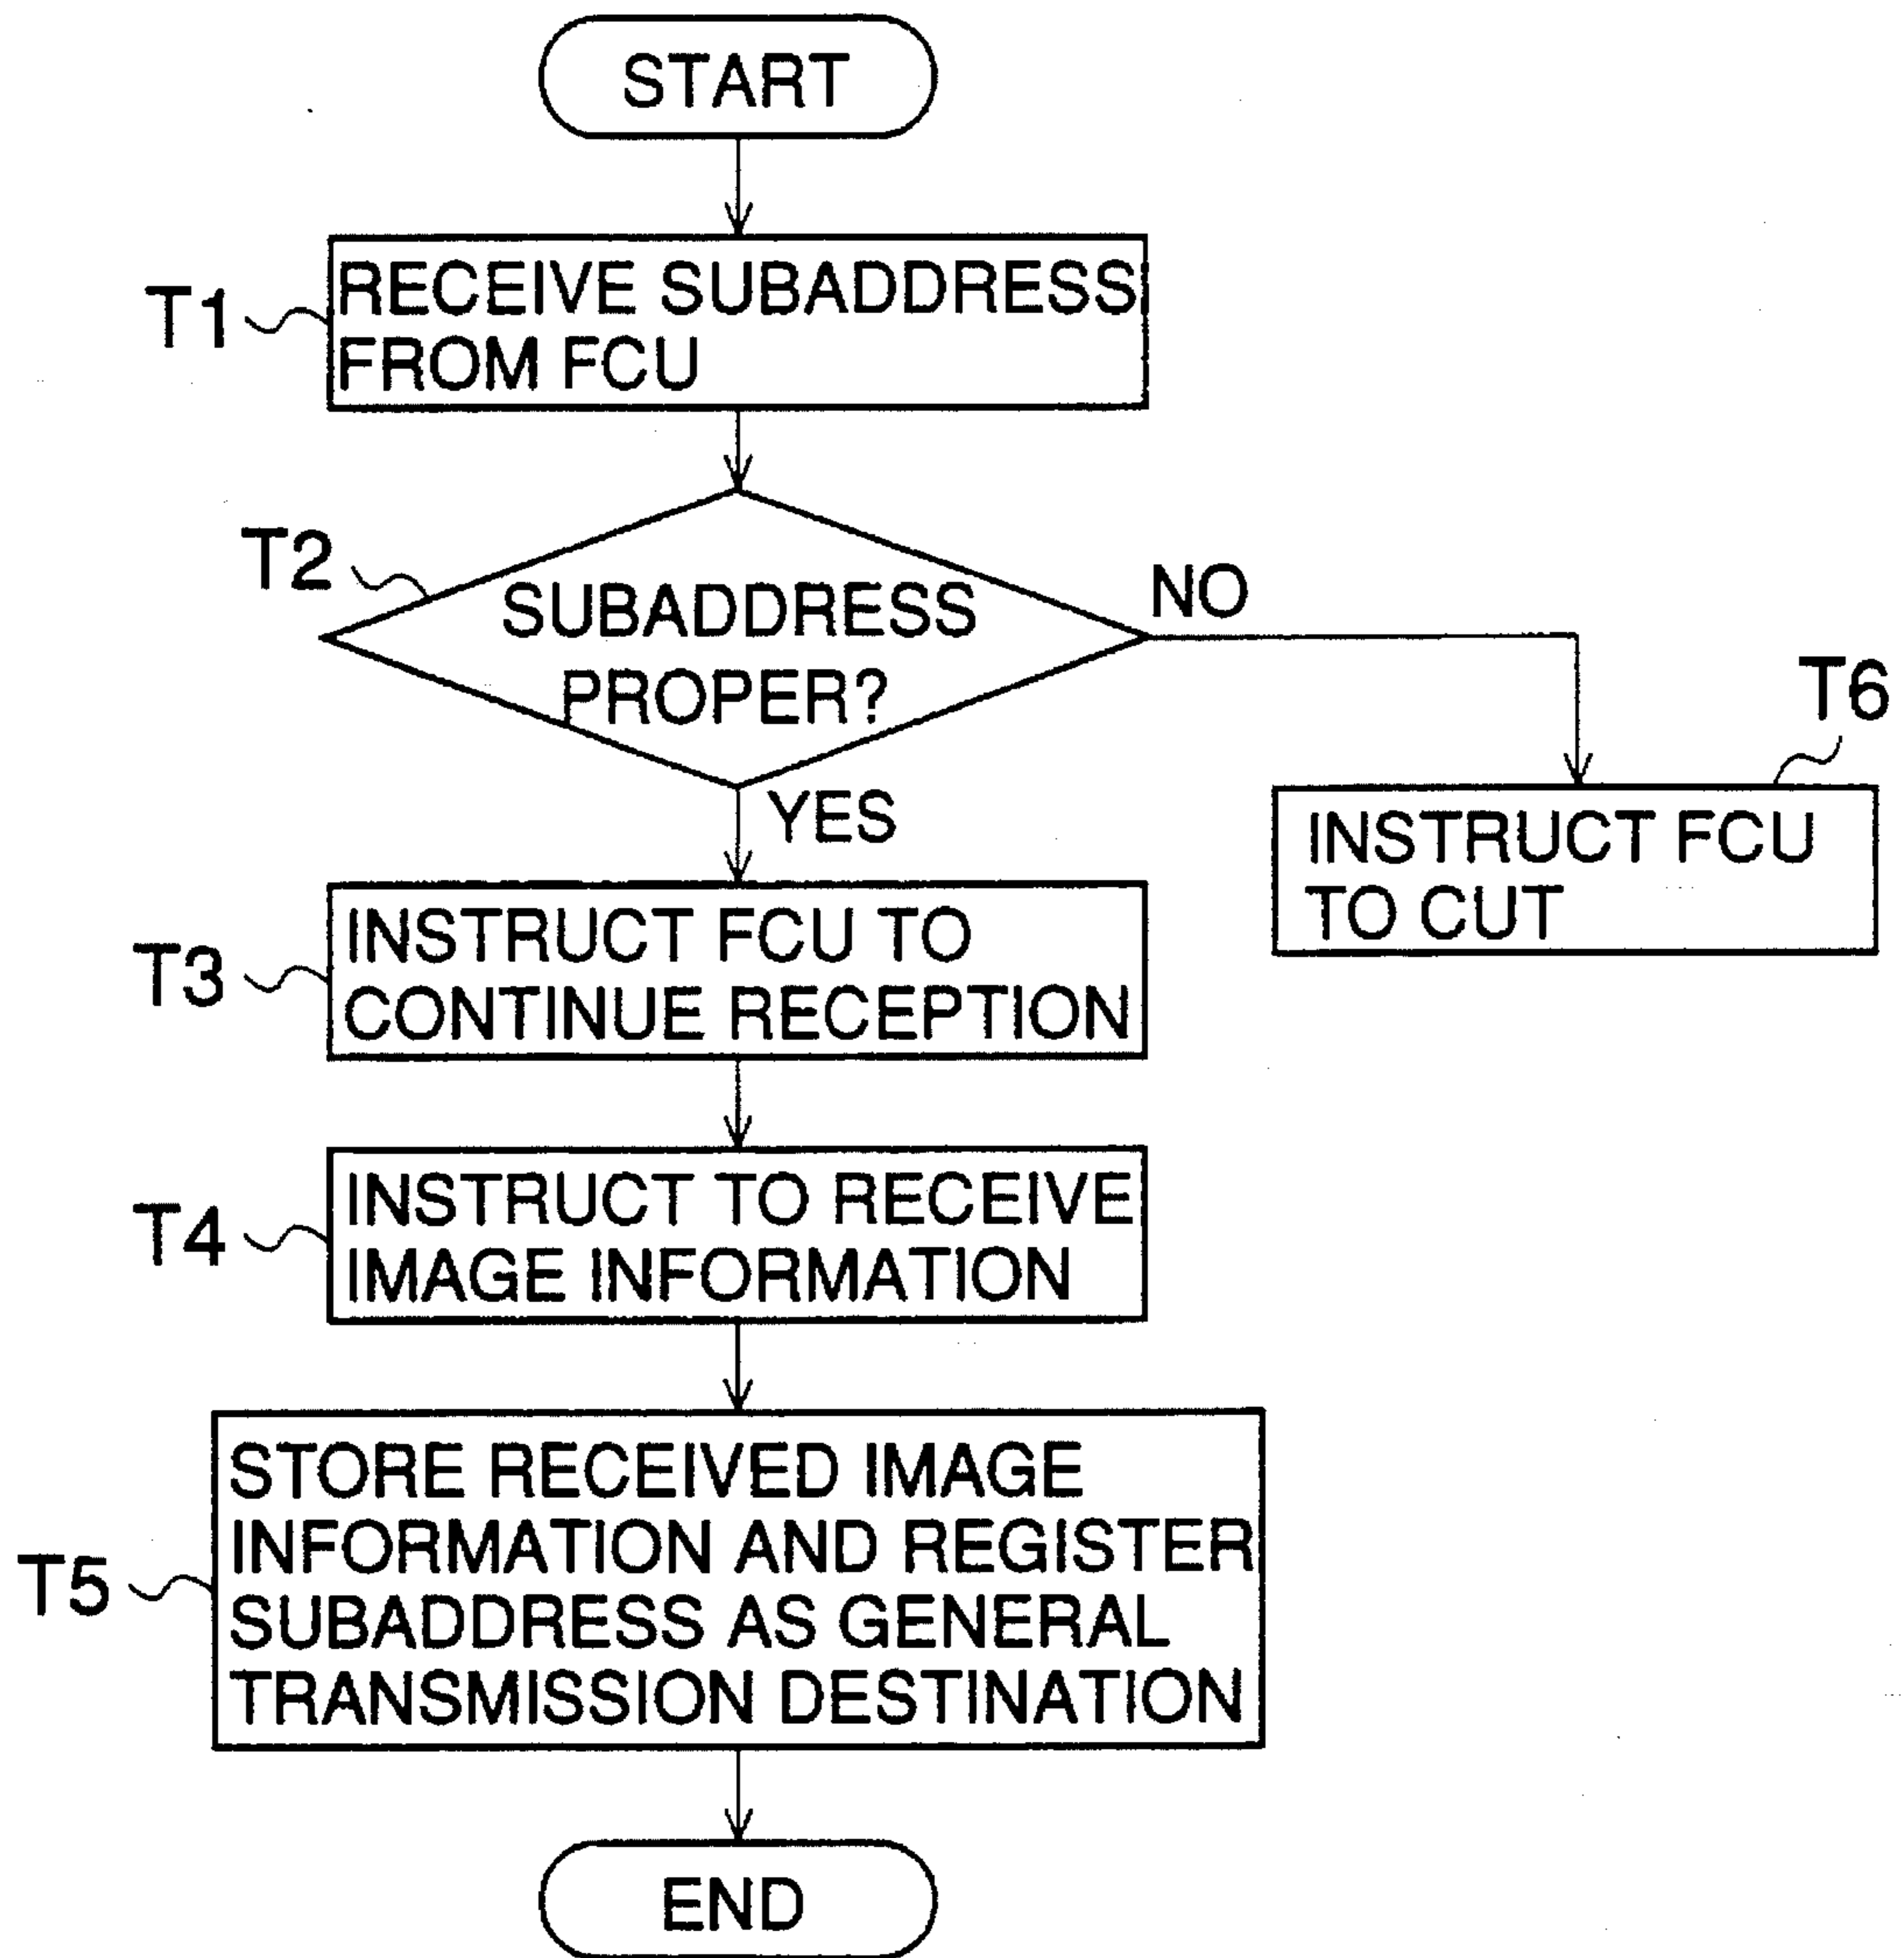 START
T1
RECEIVE SUBADDRESS
FROM FCU
T2
SUBADDRESS
PROPER?
NO
YES
T6
INSTRUCT FCU
TO CUT
T3
INSTRUCT FCU TO
CONTINUE RECEPTION
T4
INSTRUCT TO RECEIVE
IMAGE INFORMATION
T5
STORE RECEIVED IMAGE
INFORMATION AND REGISTER
SUBADDRESS AS GENERAL
TRANSMISSION DESTINATION
END